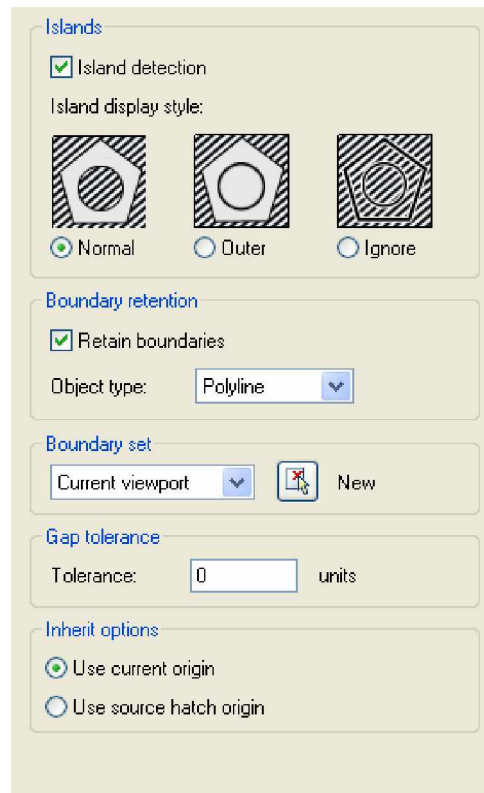 Islands
Island detection
Island display style:
Normal Outer Ignore
Boundary retention
Retain boundaries
Object type: Polyline
Boundary set
Current viewport New
Gap tolerance
Tolerance: 0 units
Inherit options
Use current origin
Use source hatch origin